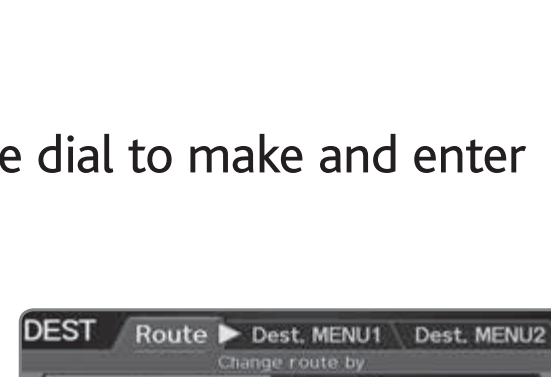 e dial to make and enter
DEST Route ▶ Dest. MENU1 Dest. MENU2
Change route by